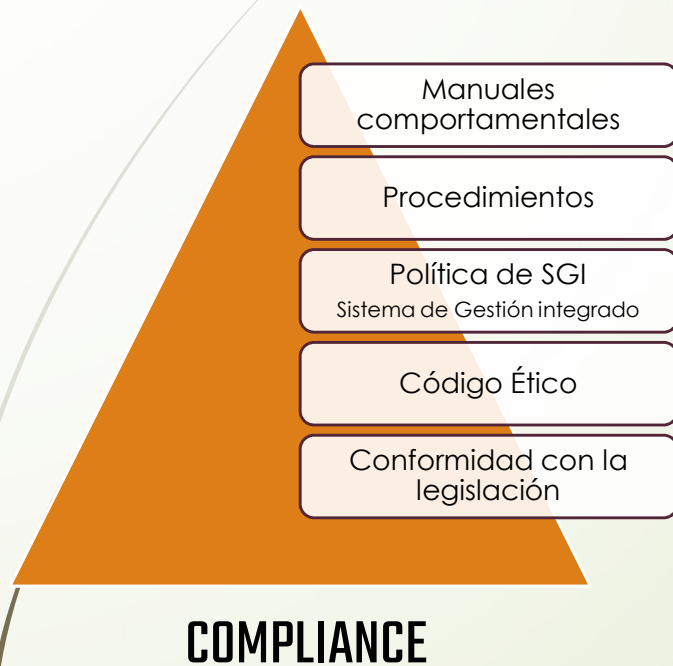 Manuales
comportamentales
Procedimientos
Política de SGI
Sistema de Gestión integrado
Código Ético
Conformidad con la
legislación
COMPLIANCE